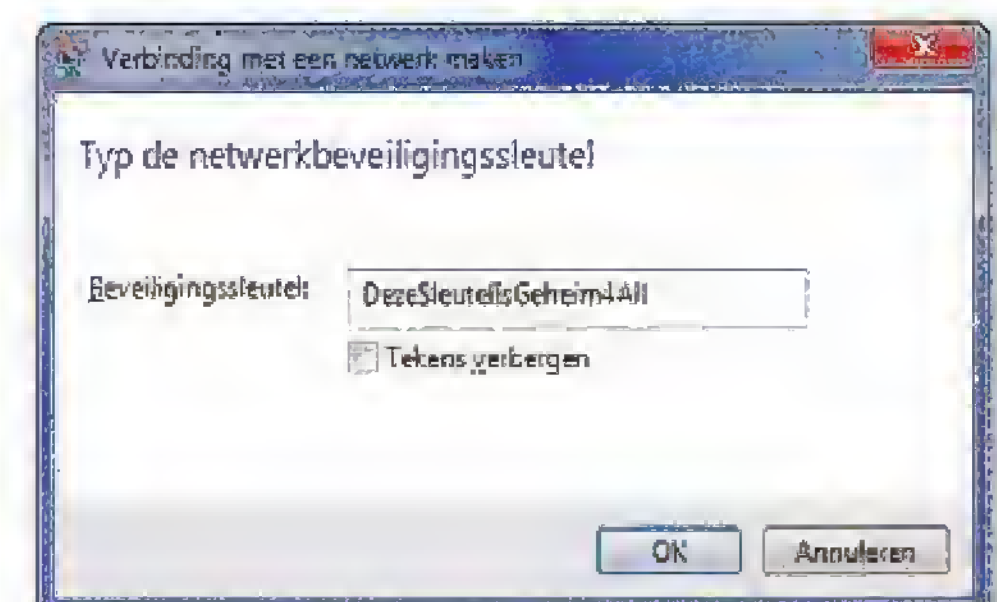 Verbinding met een netwerk maken
Typ de netwerkbeveiligingssleutel
Beveiligingssleutel: DezeSleutelIsGeheim4All
Tekens verbergen
OK Annuleren